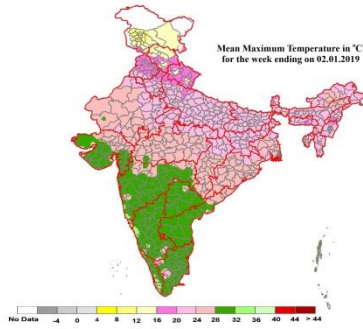 Mean Maximum Temperature in °C
for the week ending on 02.01.2019
No Data -4 0 4 8 12 16 20 24 28 32 36 40 44 > 44